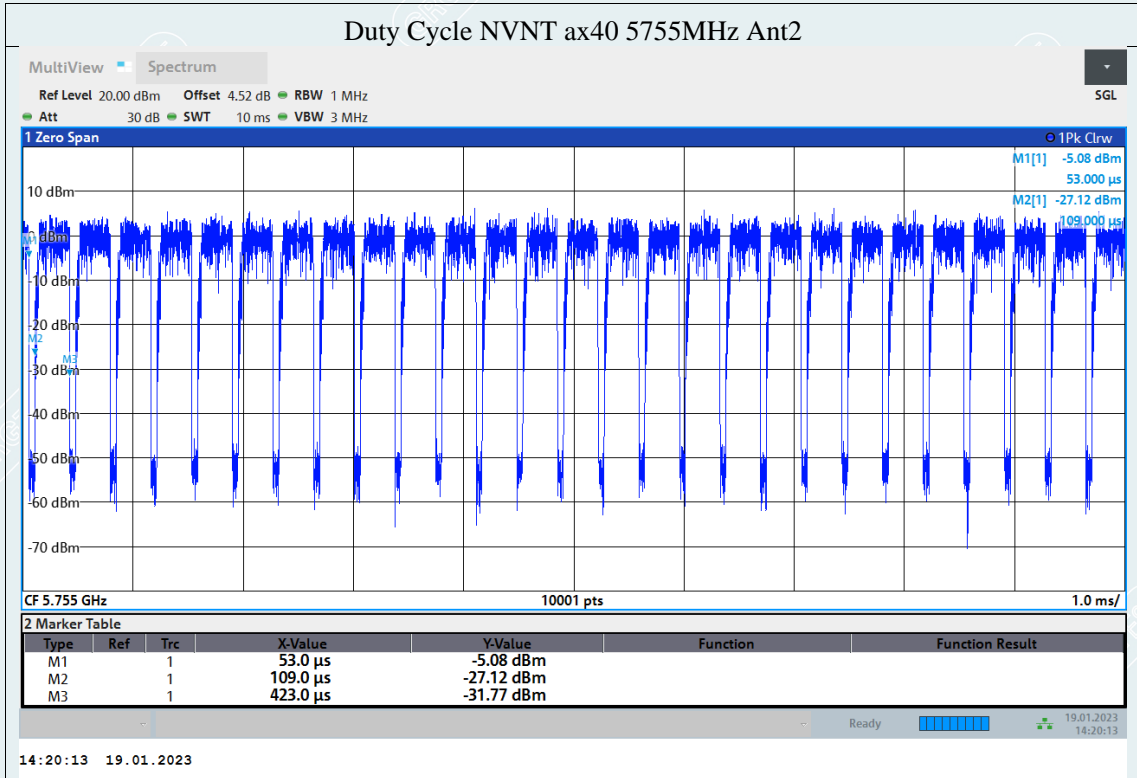 Duty Cycle NVNT ax40 5755MHz Ant2
MultiView Spectrum
Ref Level 20.00 dBm Offset 4.52 dB RBW 1 MHz SGL
Att 30 dB SWT 10 ms VBW 3 MHz
1 Zero Span 1Pk Clrw
M1[1] -5.08 dBm
53.000 µs
M2[1] -27.12 dBm
109.000 µs
10 dBm
0 dBm
M1
-10 dBm
-20 dBm
M2
M3
-30 dBm
-40 dBm
-50 dBm
-60 dBm
-70 dBm
CF 5.755 GHz 10001 pts 1.0 ms/
2 Marker Table
Type Ref Trc X-Value Y-Value Function Function Result
M1 1 53.0 µs -5.08 dBm
M2 1 109.0 µs -27.12 dBm
M3 1 423.0 µs -31.77 dBm
Ready 19.01.2023
14:20:13
14:20:13 19.01.2023